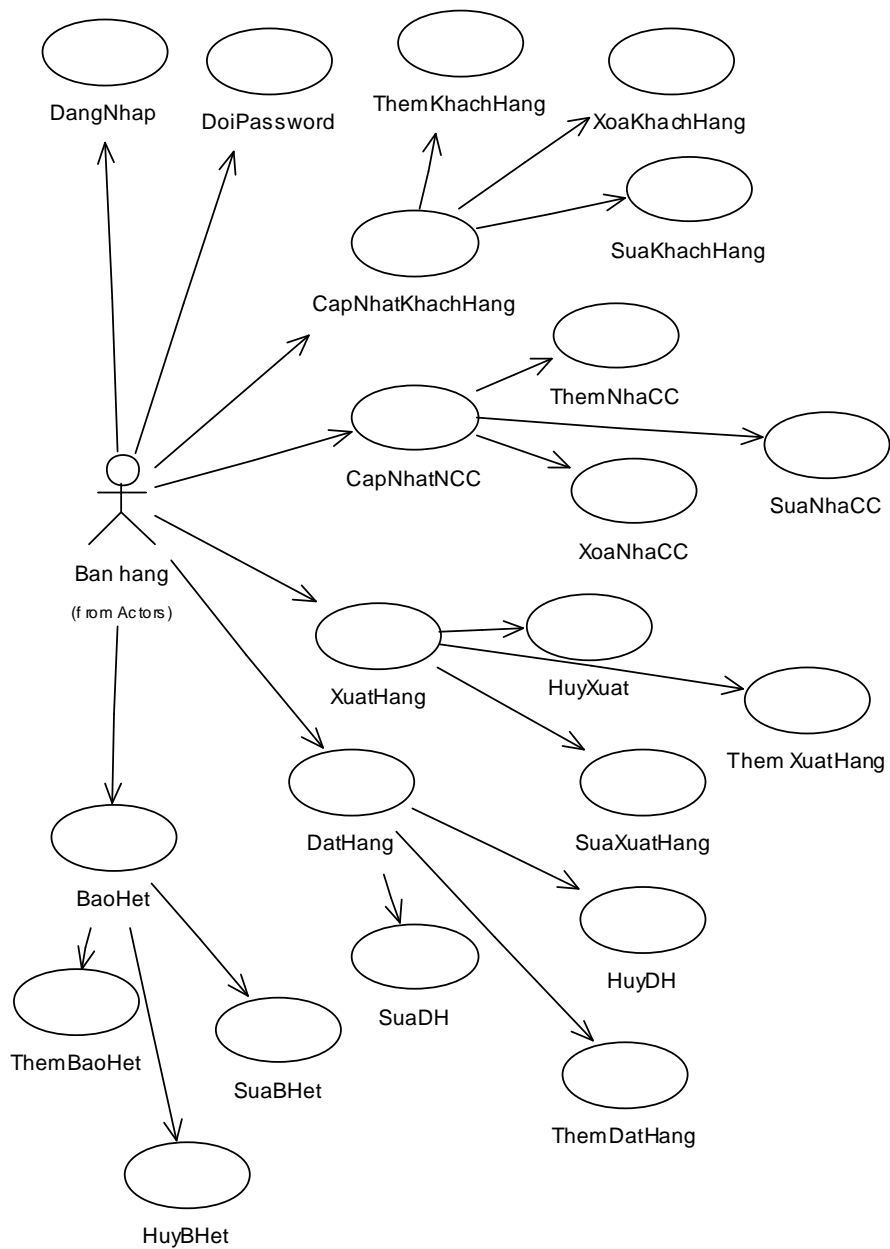 DangNhap
DoiPassword
ThemKhachHang
XoaKhachHang
SuaKhachHang
CapNhatKhachHang
ThemNhaCC
CapNhatNCC
SuaNhaCC
XoaNhaCC
Ban hang
(from Actors)
XuatHang
HuyXuat
Them XuatHang
DatHang
SuaXuatHang
BaoHet
HuyDH
SuaDH
ThemBaoHet
SuaBHet
ThemDatHang
HuyBHet